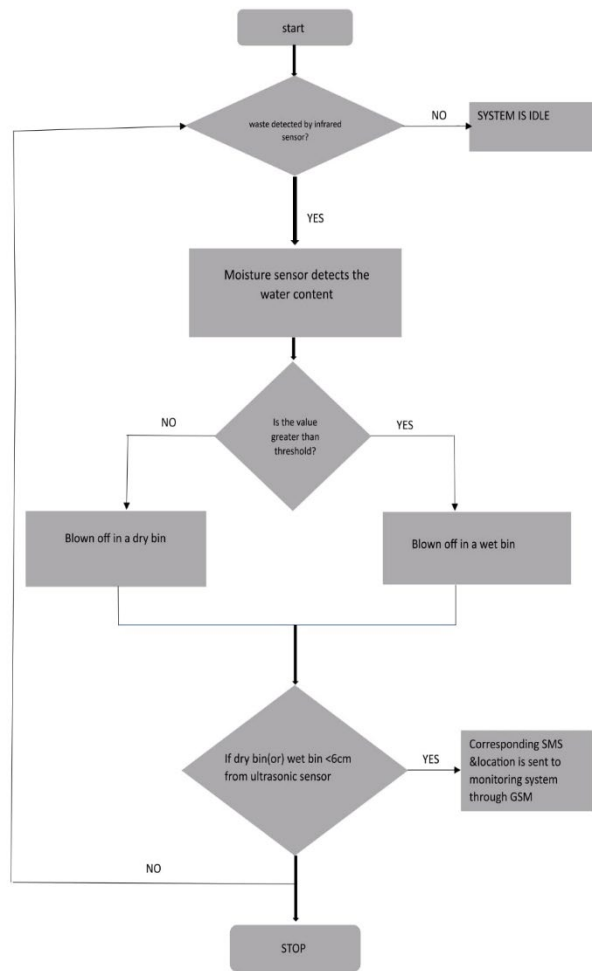 start
waste detected by infrared
sensor?
NO
SYSTEM IS IDLE
YES
Moisture sensor detects the
water content
NO
Is the value
greater than
threshold?
YES
Blown off in a dry bin
Blown off in a wet bin
If dry bin(or) wet bin <6cm
from ultrasonic sensor
YES
Corresponding SMS
&location is sent to
monitoring system
through GSM
NO
STOP